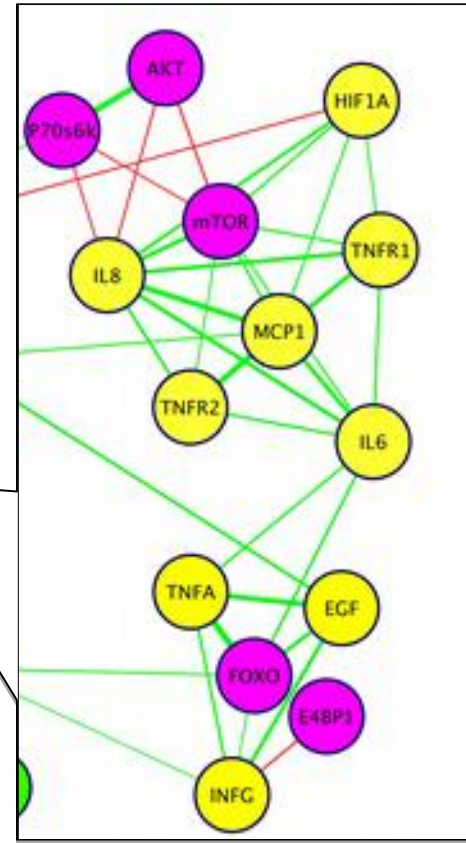 AKT
HIF1A
P70s6k
mTOR
TNFR1
IL8
MCP1
TNFR2
IL6
TNFA
EGF
FOXO
E4BP1
INFG